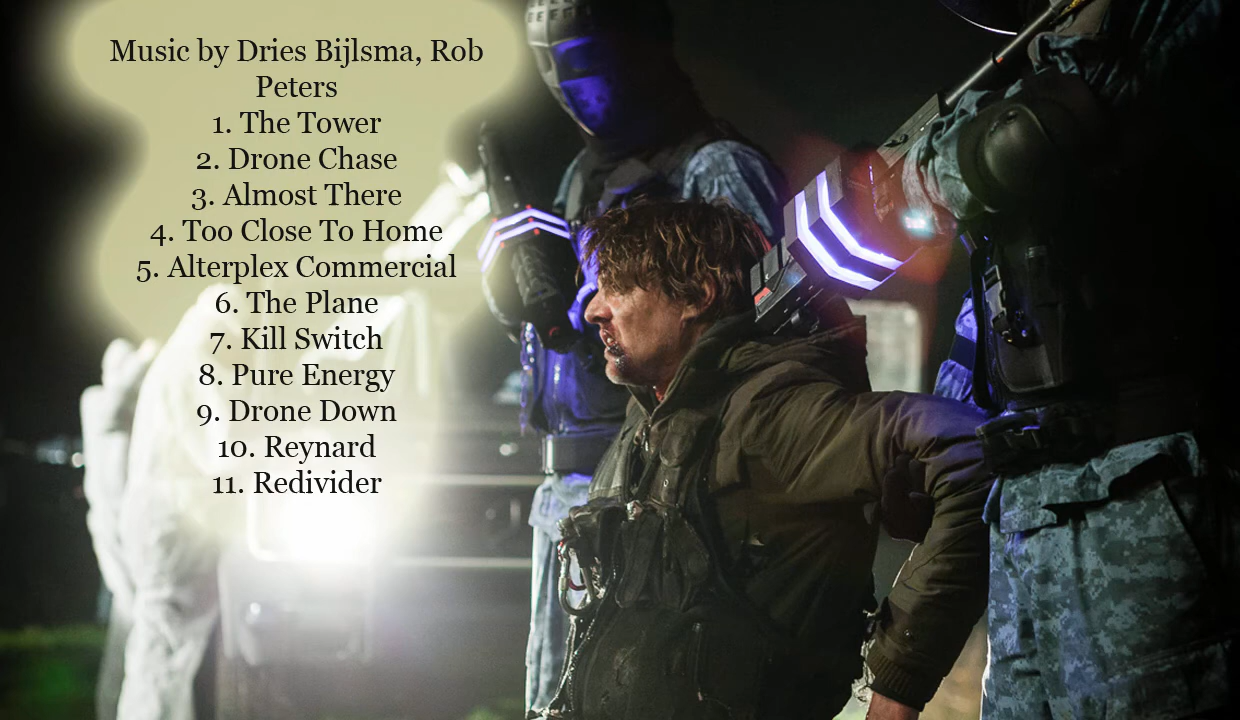 Music by Dries Bijlsma, Rob
Peters
1. The Tower
2. Drone Chase
3. Almost There
4. Too Close To Home
5. Alterplex Commercial
6. The Plane
7. Kill Switch
8. Pure Energy
9. Drone Down
10. Reynard
11. Redivider